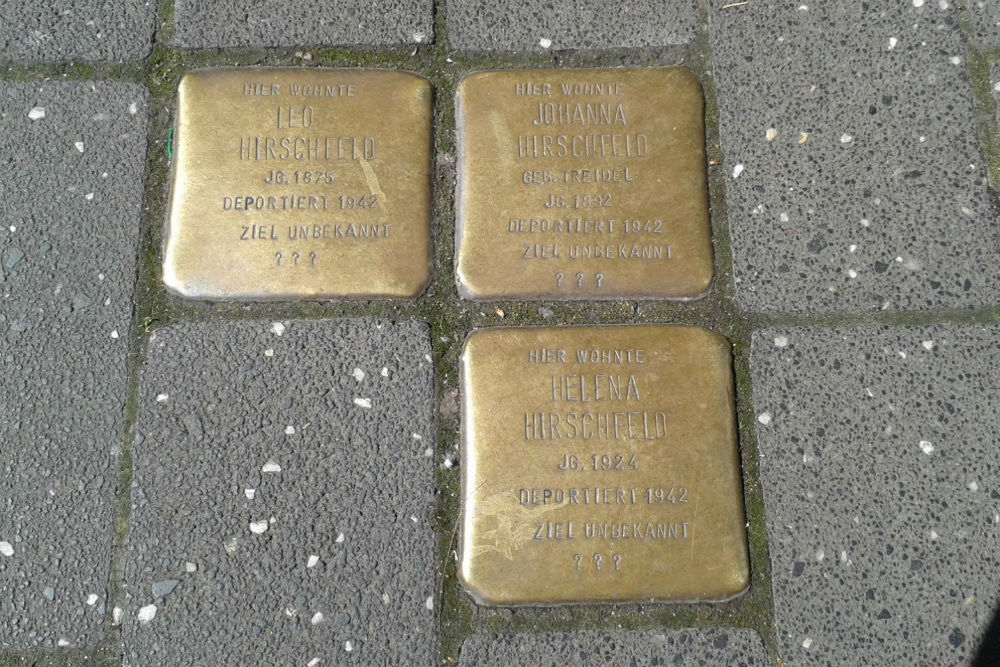 HIER WOHNTE
LEO
HIRSCHFELD
JG. 1875
DEPORTIERT 1942
ZIEL UNBEKANNT
? ? ?
HIER WOHNTE
JOHANNA
HIRSCHFELD
GEB. TREIDEL
JG. 1892
DEPORTIERT 1942
ZIEL UNBEKANNT
? ? ?
HIER WOHNTE
HELENA
HIRSCHFELD
JG. 1924
DEPORTIERT 1942
ZIEL UNBEKANNT
? ? ?